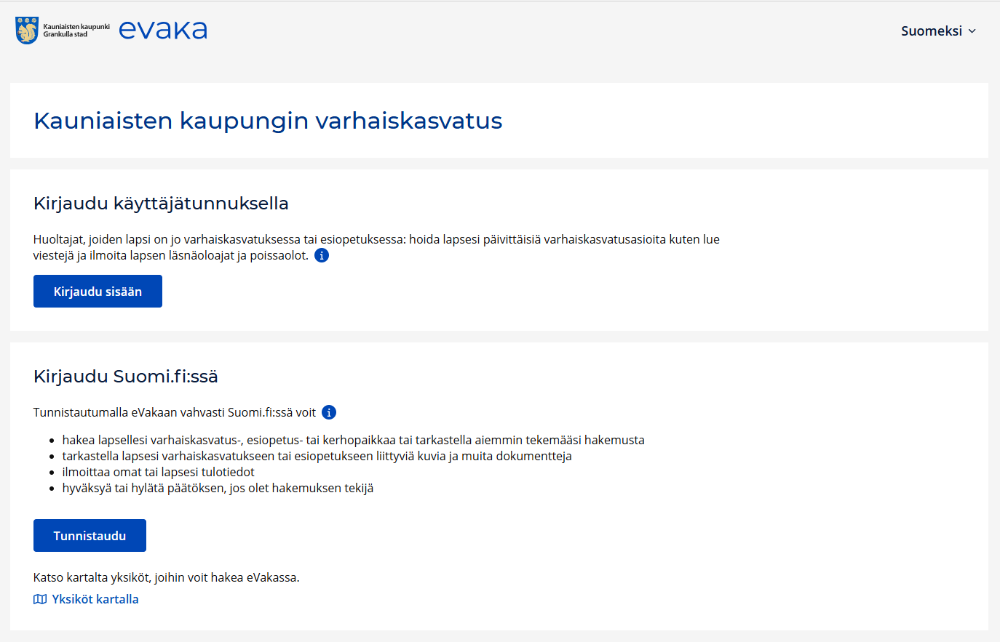 Kauniaisten kaupunki
Grankulla stad
evaka
Suomeksi
Kauniaisten kaupungin varhaiskasvatus
Kirjaudu käyttäjätunnuksella
Huoltajat, joiden lapsi on jo varhaiskasvatuksessa tai esiopetuksessa: hoida lapsesi päivittäisiä varhaiskasvatusasioita kuten lue
viestejä ja ilmoita lapsen läsnäoloajat ja poissaolot.
Kirjaudu sisään
Kirjaudu Suomi.fi:ssä
Tunnistautumalla eVakaan vahvasti Suomi.fi:ssä voit
hakea lapsellesi varhaiskasvatus-, esiopetus- tai kerhopaikkaa tai tarkastella aiemmin tekemääsi hakemusta
tarkastella lapsesi varhaiskasvatukseen tai esiopetukseen liittyviä kuvia ja muita dokumentteja
ilmoittaa omat tai lapsesi tulotiedot
hyväksyä tai hylätä päätöksen, jos olet hakemuksen tekijä
Tunnistaudu
Katso kartalta yksiköt, joihin voit hakea eVakassa.
Yksiköt kartalla